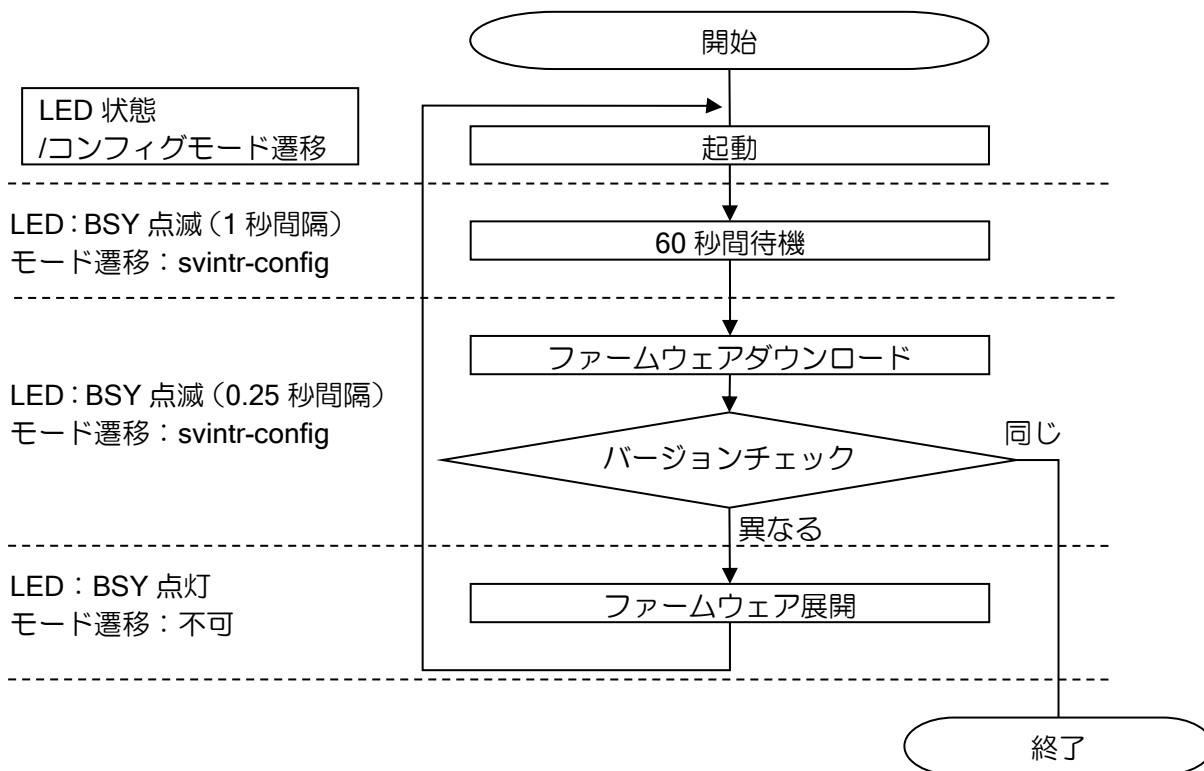 開始
LED 状態
/コンフィグモード遷移
起動
LED：BSY 点滅（1 秒間隔）
モード遷移：svintr-config
60 秒間待機
ファームウェアダウンロード
LED：BSY 点滅（0.25 秒間隔）
モード遷移：svintr-config
バージョンチェック
同じ
異なる
LED：BSY 点灯
モード遷移：不可
ファームウェア展開
終了